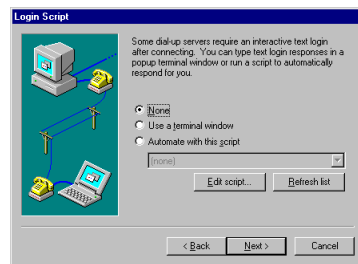 Login Script
Some dial-up servers require an interactive text login
after connecting. You can type text login responses in a
popup terminal window or run a script to automatically
respond for you.
None
Use a terminal window
Automate with this script
(none)
Edit script...
Refresh list
< Back
Next >
Cancel